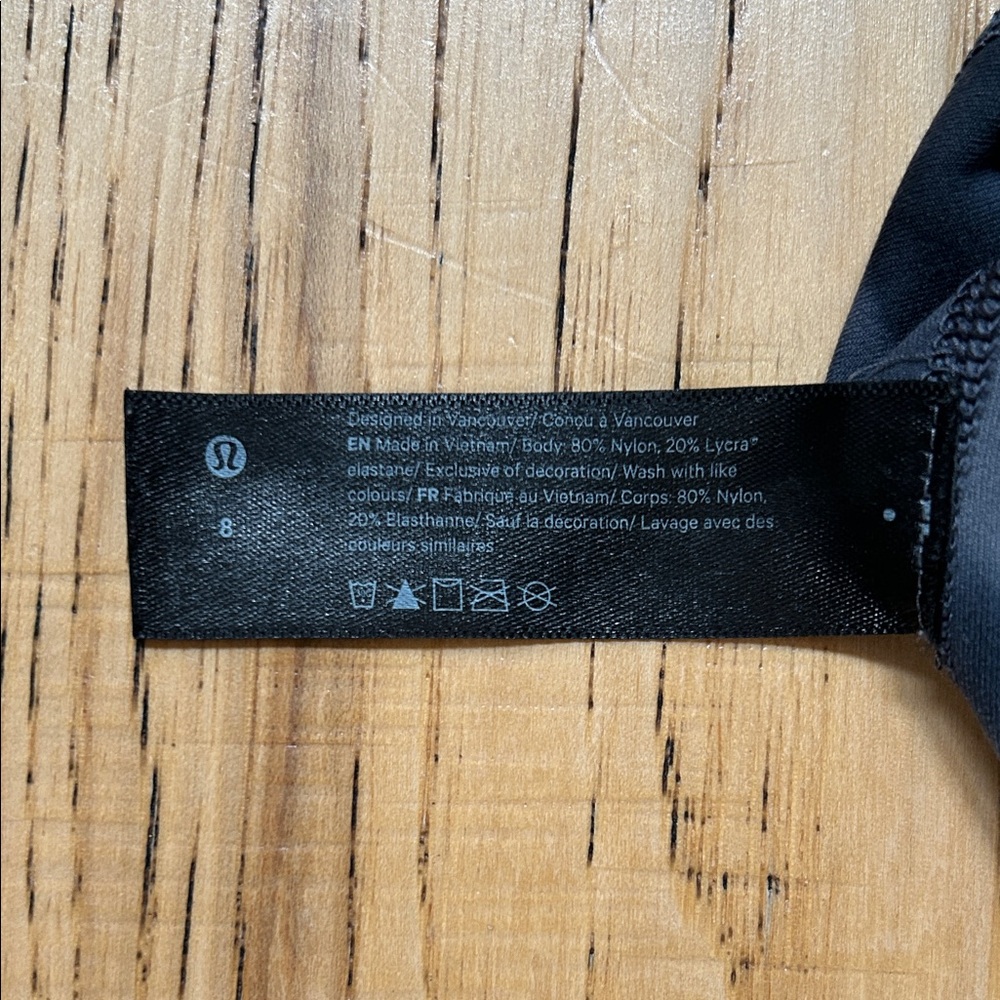 8
Designed in Vancouver/ Conçu à Vancouver
EN Made in Vietnam/ Body: 80% Nylon, 20% Lycra®
elastane/ Exclusive of decoration/ Wash with like
colours/ FR Fabriqué au Vietnam/ Corps: 80% Nylon,
20% Élasthanne/ Sauf la décoration/ Lavage avec des
couleurs similaires